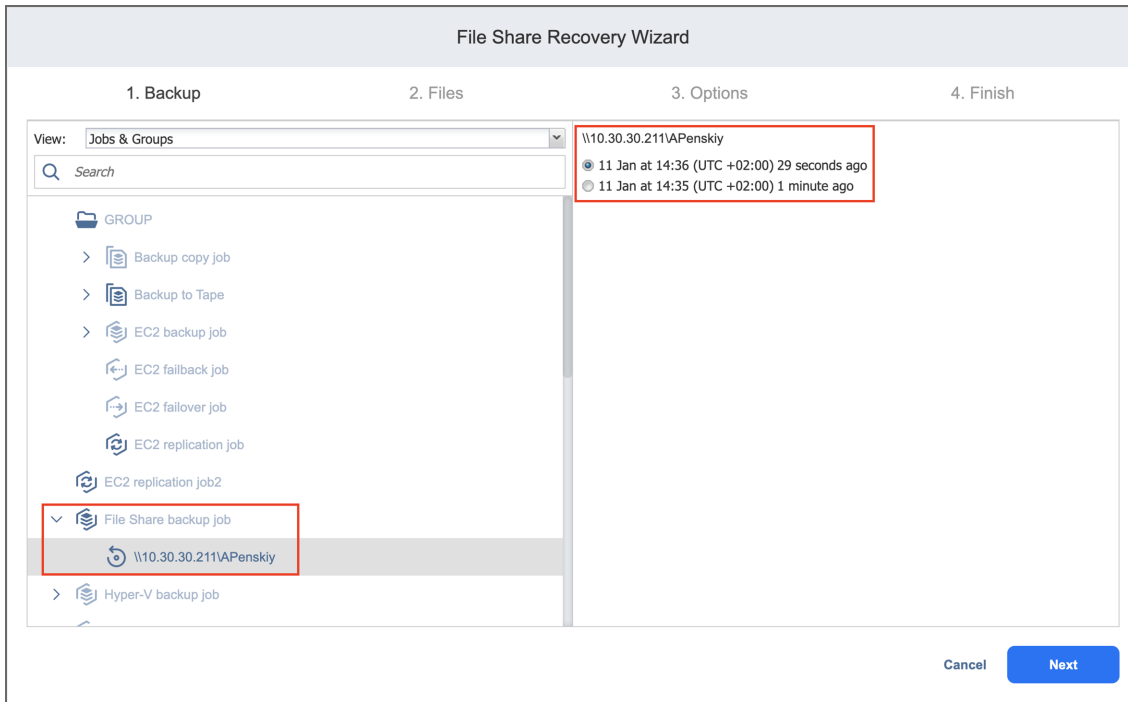 File Share Recovery Wizard
1. Backup
2. Files
3. Options
4. Finish
View: Jobs & Groups
Search
GROUP
Backup copy job
Backup to Tape
EC2 backup job
EC2 failback job
EC2 failover job
EC2 replication job
EC2 replication job2
File Share backup job
\\10.30.30.211\APenskiy
Hyper-V backup job
\\10.30.30.211\APenskiy
11 Jan at 14:36 (UTC +02:00) 29 seconds ago
11 Jan at 14:35 (UTC +02:00) 1 minute ago
Cancel
Next